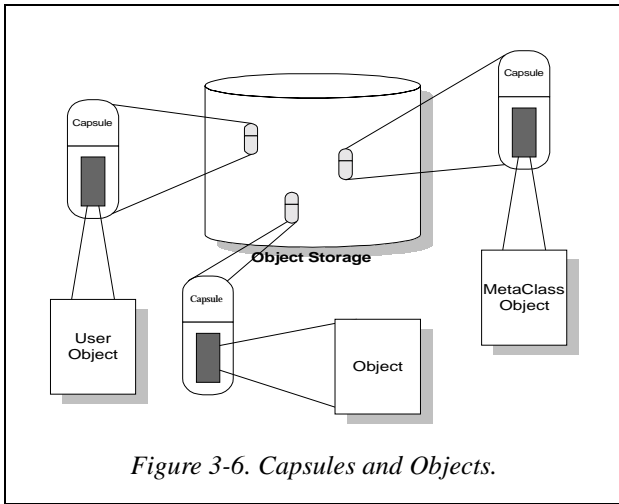 Capsule
Capsule
Object Storage
Capsule
MetaClass
Object
User
Object
Object
Figure 3-6. Capsules and Objects.